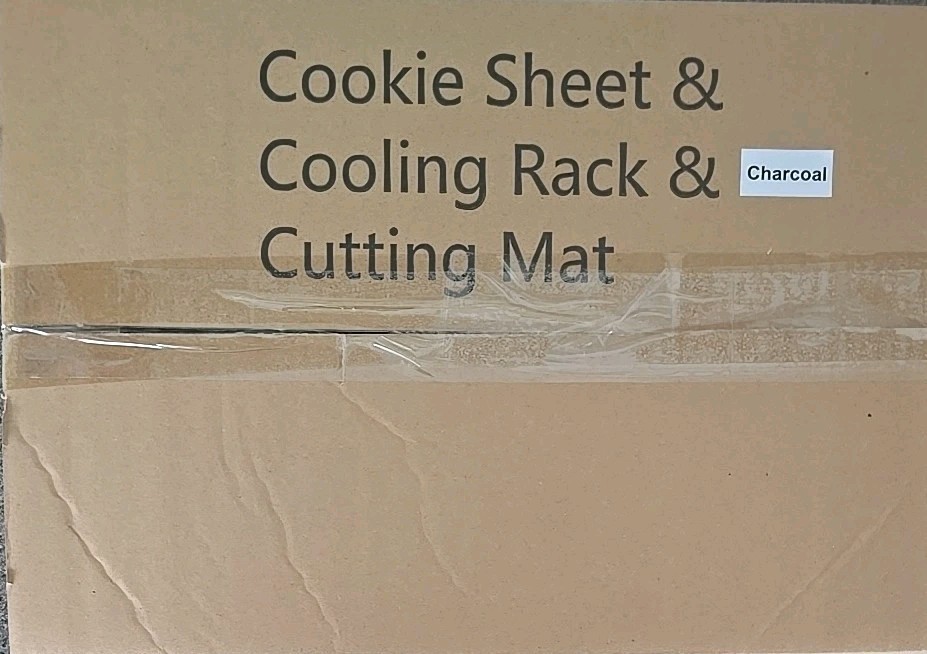 Cookie Sheet &
Cooling Rack & Charcoal
Cutting Mat